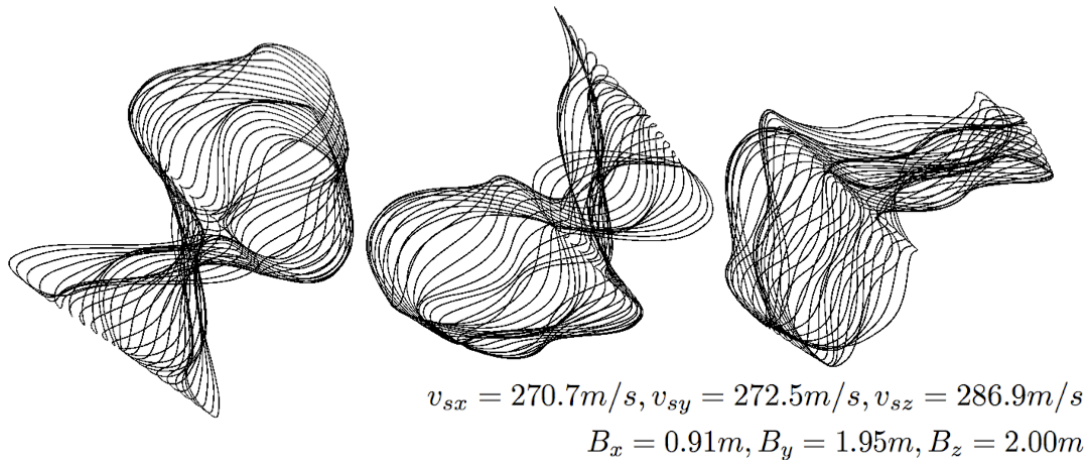 v_{sx} = 270.7m/s, v_{sy} = 272.5m/s, v_{sz} = 286.9m/s
B_x = 0.91m, B_y = 1.95m, B_z = 2.00m